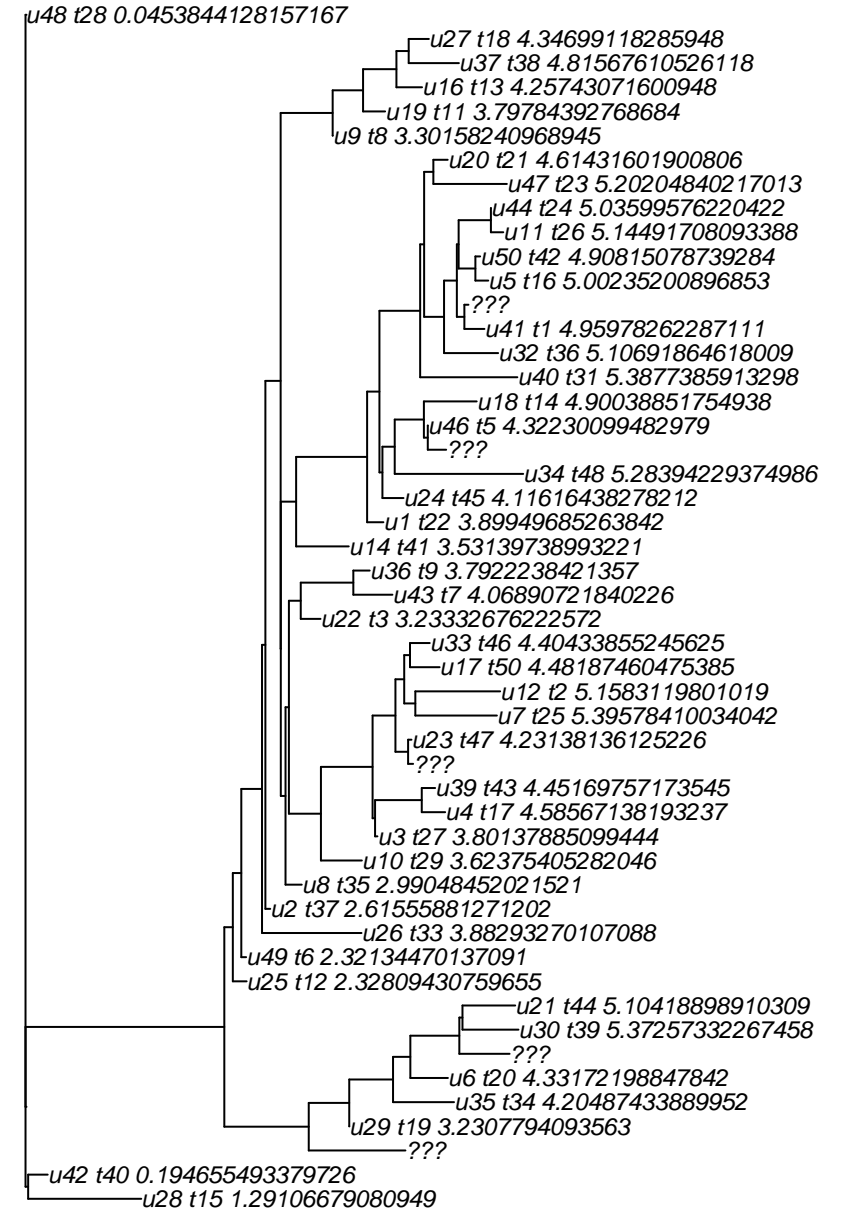 u48 t28 0.0453844128157167
u27 t18 4.34699118285948
u37 t38 4.81567610526118
u16 t13 4.25743071600948
u19 t11 3.79784392768684
u9 t8 3.30158240968945
u20 t21 4.61431601900806
u47 t23 5.20204840217013
u44 t24 5.03599576220422
u11 t26 5.14491708093388
u50 t42 4.90815078739284
u5 t16 5.00235200896853
???
u41 t1 4.95978262287111
u32 t36 5.10691864618009
u40 t31 5.3877385913298
u18 t14 4.90038851754938
u46 t5 4.32230099482979
???
u34 t48 5.28394229374986
u24 t45 4.11616438278212
u1 t22 3.89949685263842
u14 t41 3.53139738993221
u36 t9 3.7922238421357
u43 t7 4.06890721840226
u22 t3 3.23332676222572
u33 t46 4.40433855245625
u17 t50 4.48187460475385
u12 t2 5.1583119801019
u7 t25 5.39578410034042
u23 t47 4.23138136125226
???
u39 t43 4.45169757173545
u4 t17 4.58567138193237
u3 t27 3.80137885099444
u10 t29 3.62375405282046
u8 t35 2.99048452021521
u2 t37 2.61555881271202
u26 t33 3.88293270107088
u49 t6 2.32134470137091
u25 t12 2.32809430759655
u21 t44 5.10418898910309
u30 t39 5.37257332267458
???
u6 t20 4.33172198847842
u35 t34 4.20487433889952
u29 t19 3.2307794093563
???
u42 t40 0.194655493379726
u28 t15 1.29106679080949